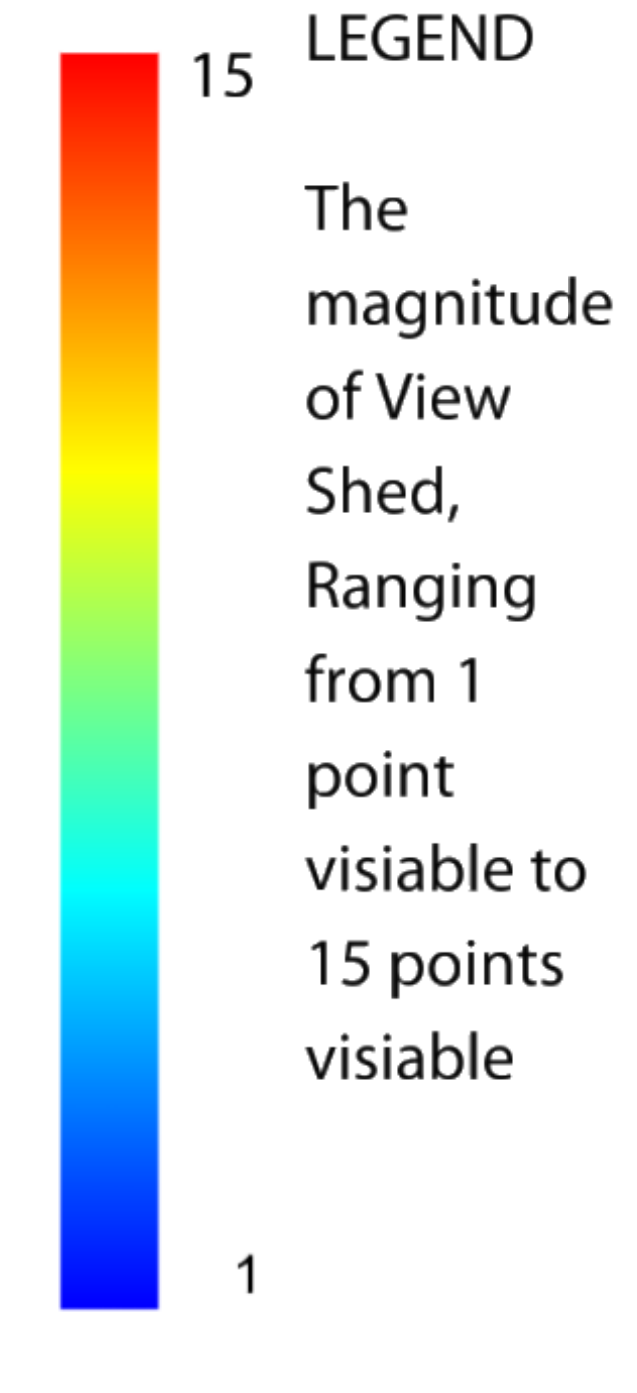 LEGEND
15
The
magnitude
of View
Shed,
Ranging
from 1
point
visiable to
15 points
visiable
1